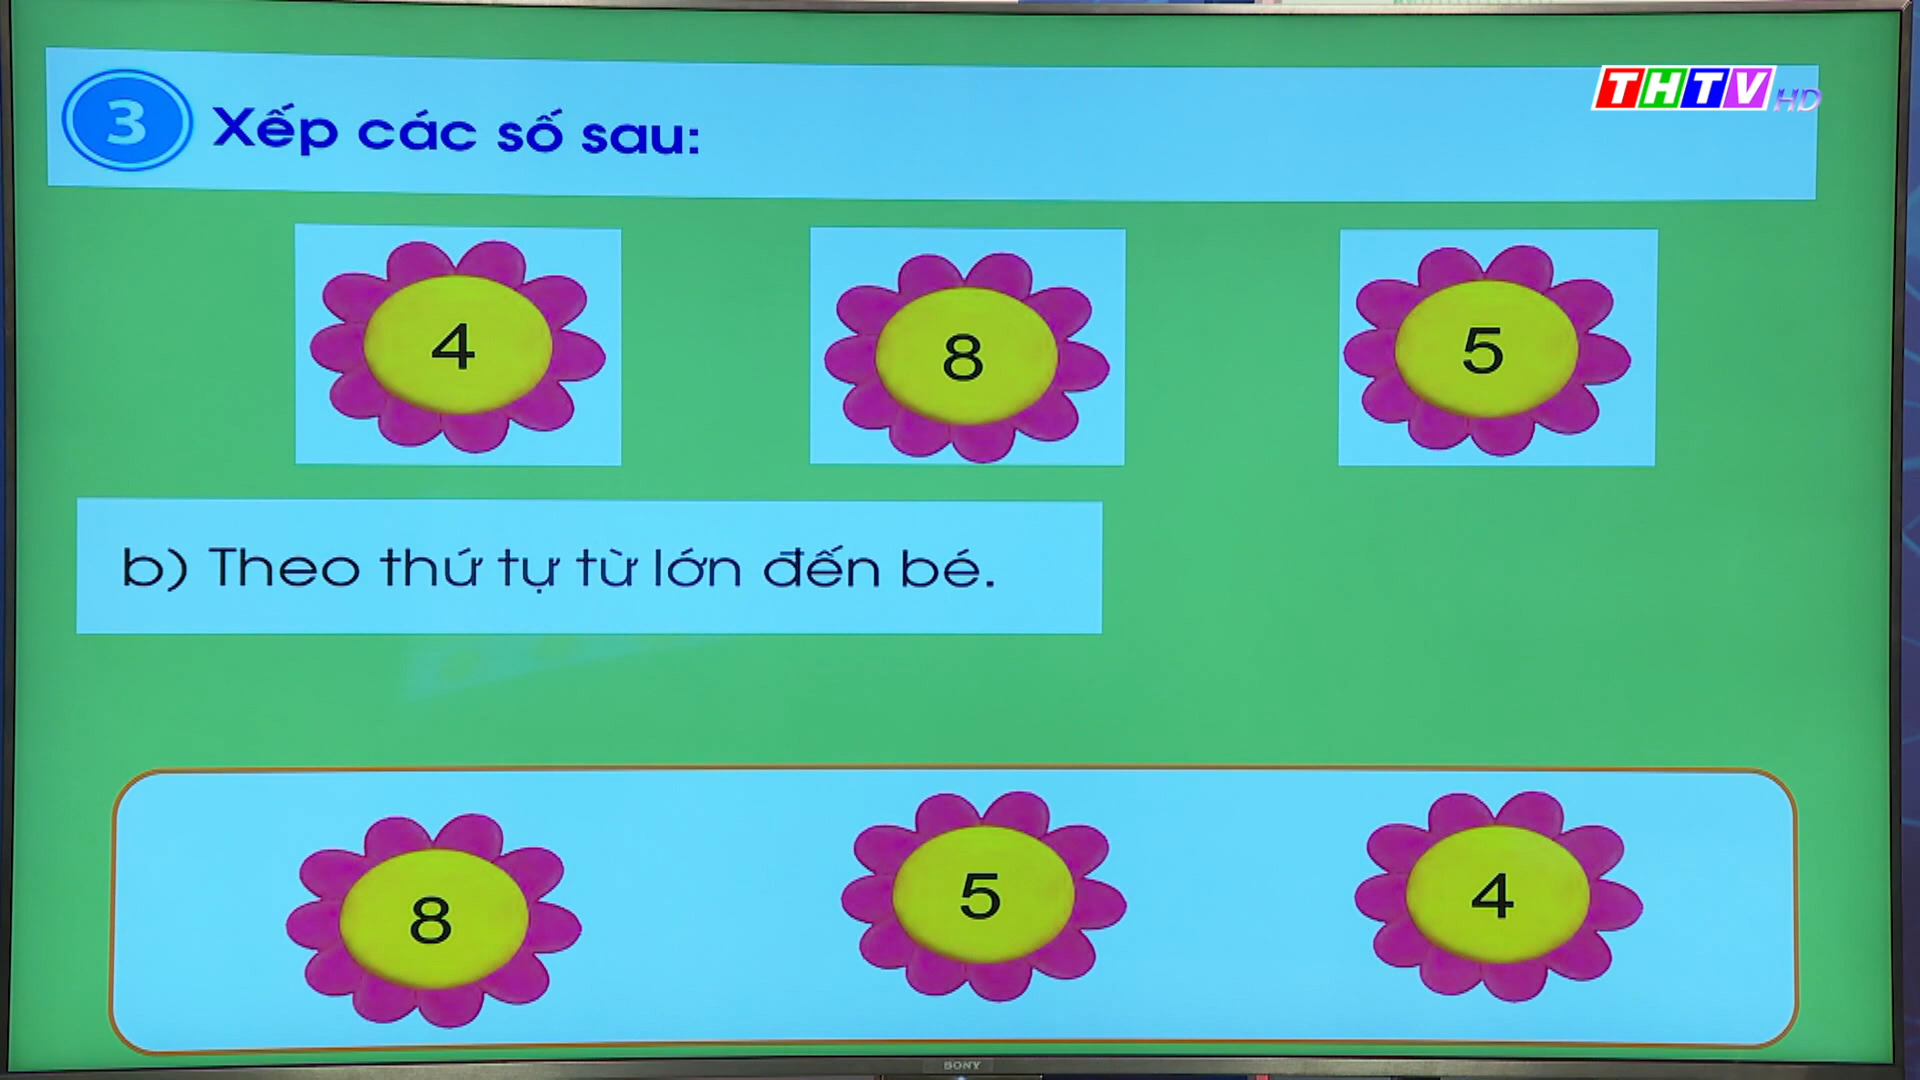 THTV HD
3 Xếp các số sau:
4 8 5
b) Theo thứ tự từ lớn đến bé.
8 5 4
SONY